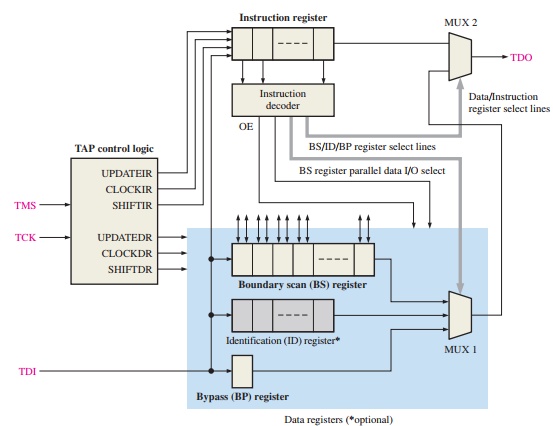 Instruction register
MUX 2
TDO
Instruction
decoder
Data/Instruction
register select lines
OE
BS/ID/BP register select lines
TAP control logic
BS register parallel data I/O select
UPDATEIR
CLOCKIR
TMS
SHIFTIR
TCK
UPDATEDR
CLOCKDR
SHIFTDR
Boundary scan (BS) register
Identification (ID) register*
MUX 1
TDI
Bypass (BP) register
Data registers (*optional)